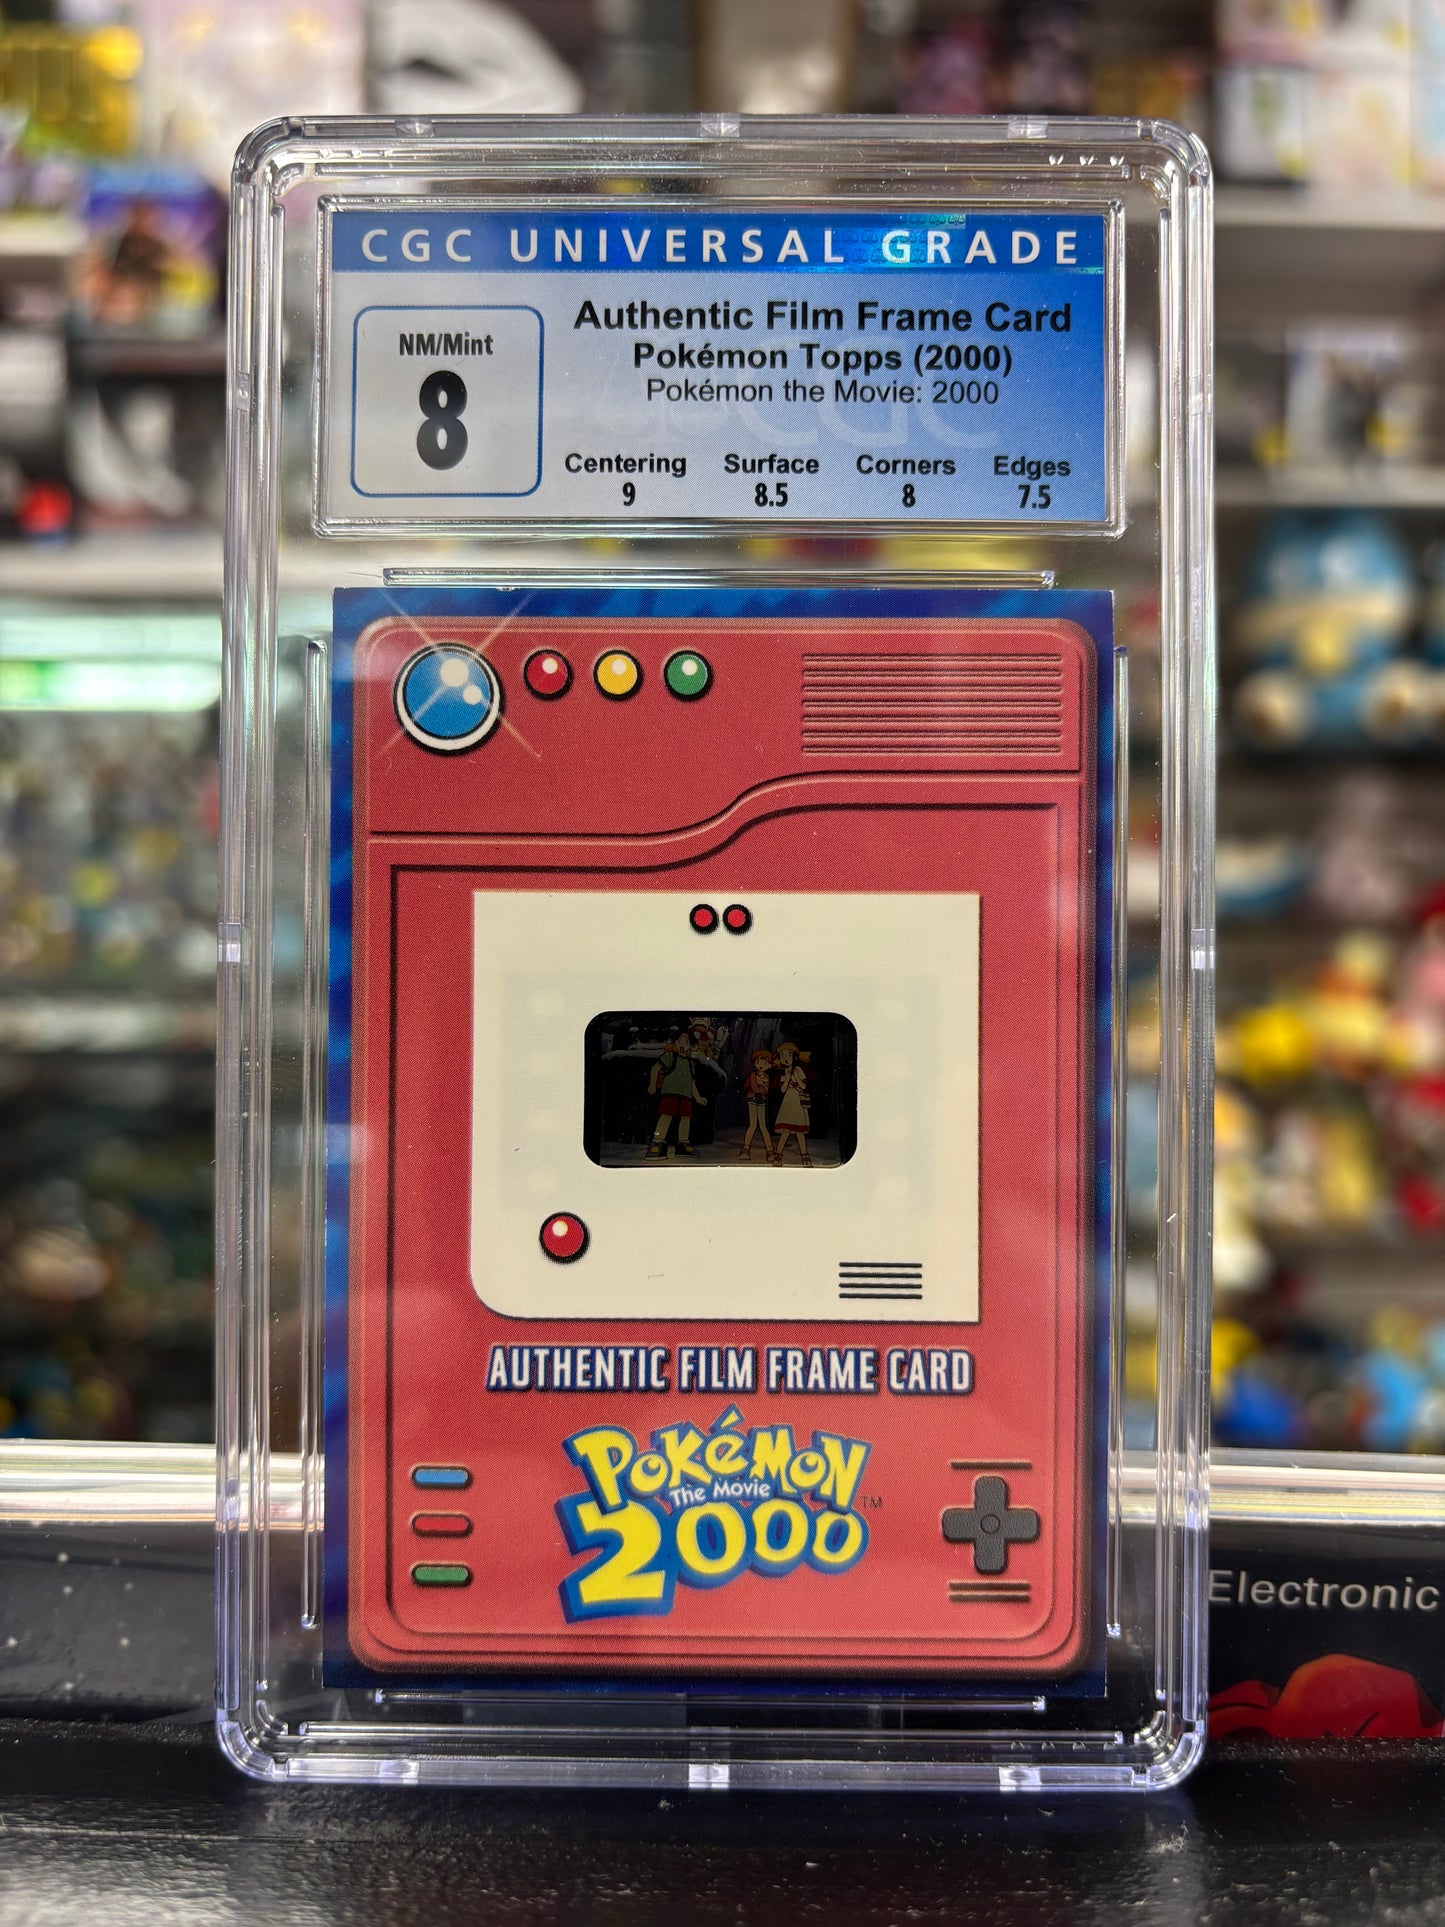 CGC UNIVERSAL GRADE
NM/Mint
8
Authentic Film Frame Card
Pokémon Topps (2000)
Pokémon the Movie: 2000
Centering Surface Corners Edges
9 8.5 8 7.5
AUTHENTIC FILM FRAME CARD
POKéMON
The Movie
2000 TM
Electronic